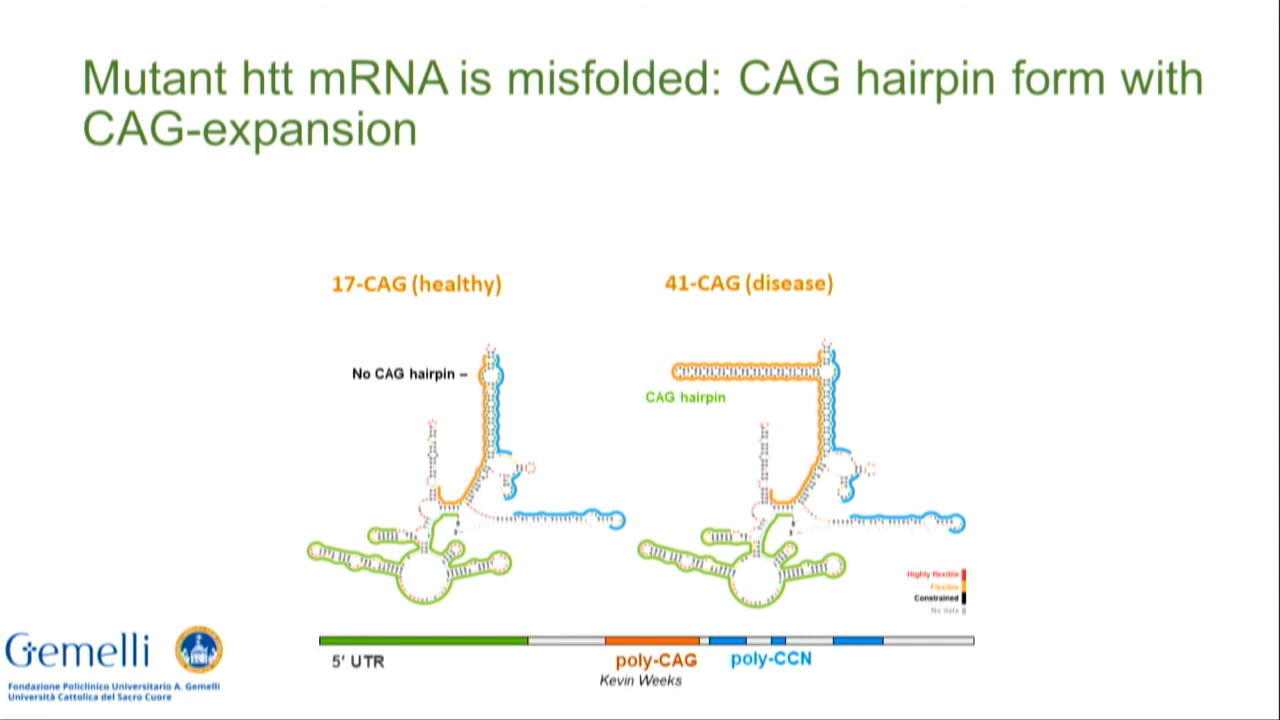 Mutant htt mRNA is misfolded: CAG hairpin form with
CAG-expansion
17-CAG (healthy)
41-CAG (disease)
No CAG hairpin –
CAG hairpin
Highly flexible
Flexible
Constrained
No data
5′ UTR
poly-CAG
poly-CCN
Kevin Weeks
Gemelli
Fondazione Policlinico Universitario A. Gemelli
Università Cattolica del Sacro Cuore